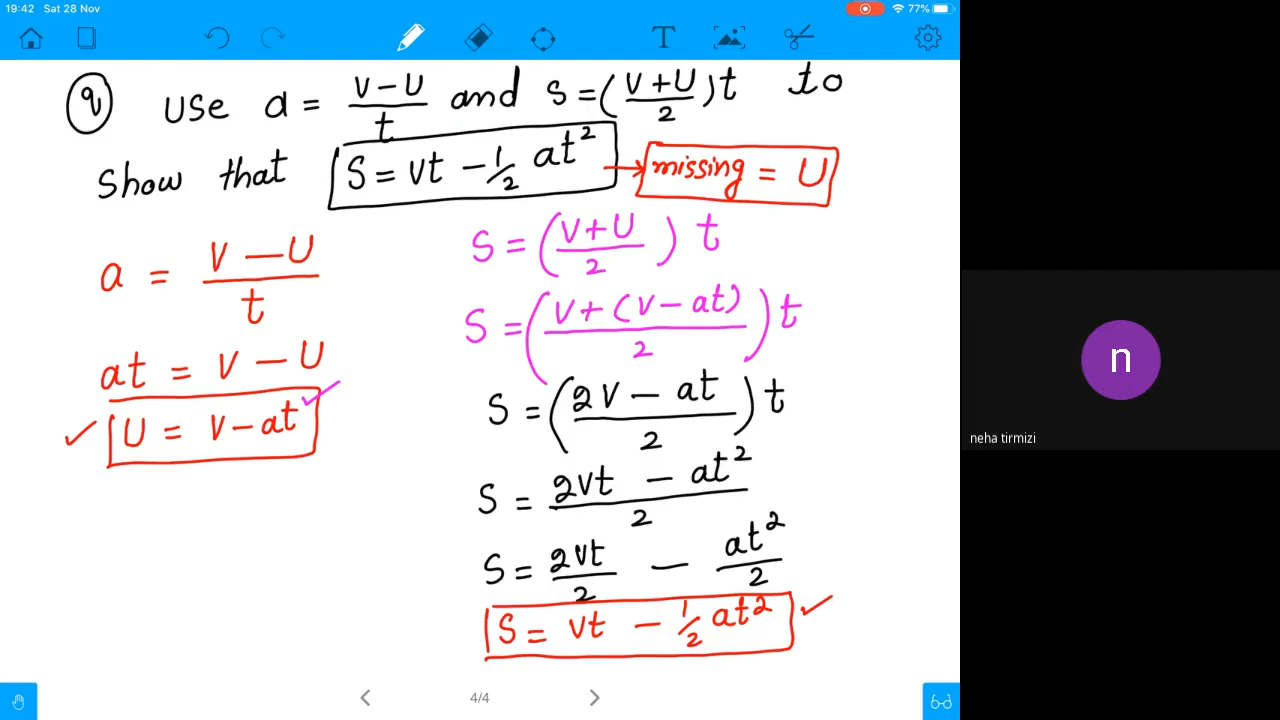 19:42 Sat 28 Nov
77%
T
q USE a = (V-U)/t and S = ((V+U)/2)t to
Show that S = vt - 1/2 at² → missing = U
a = (V-U)/t
at = V - U
U = V-at
S = ((V+U)/2) t
S = ((V+(V-at))/2) t
S = ((2V-at)/2) t
S = (2Vt - at²)/2
S = 2Vt/2 - at²/2
S = Vt - 1/2 at²
4/4
n
neha tirmizi